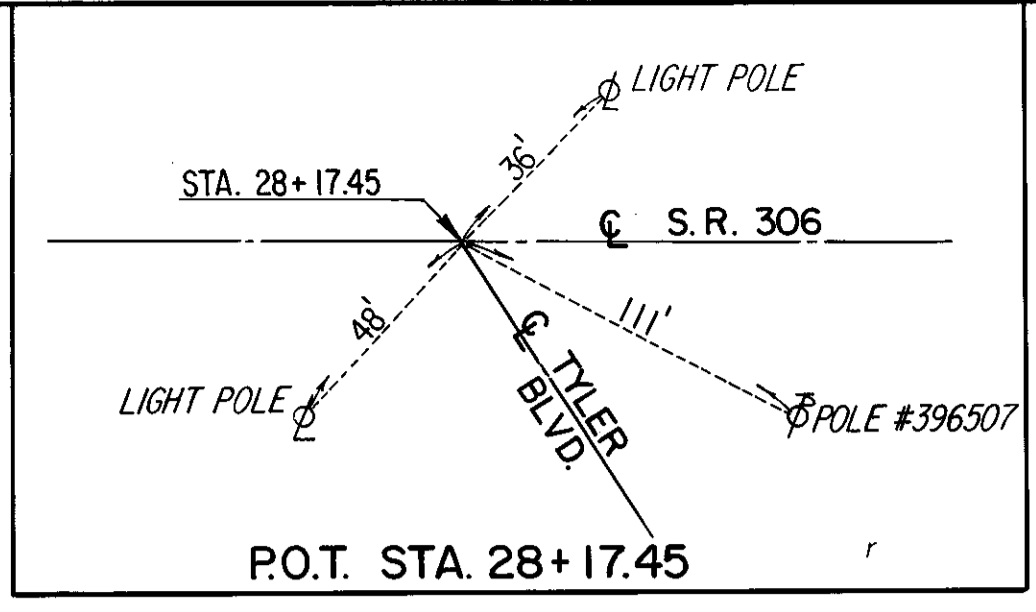 LIGHT POLE
36'
STA. 28+17.45
℄ S.R. 306
48'
111'
℄ TYLER
BLVD.
LIGHT POLE
POLE #396507
P.O.T. STA. 28+17.45
r